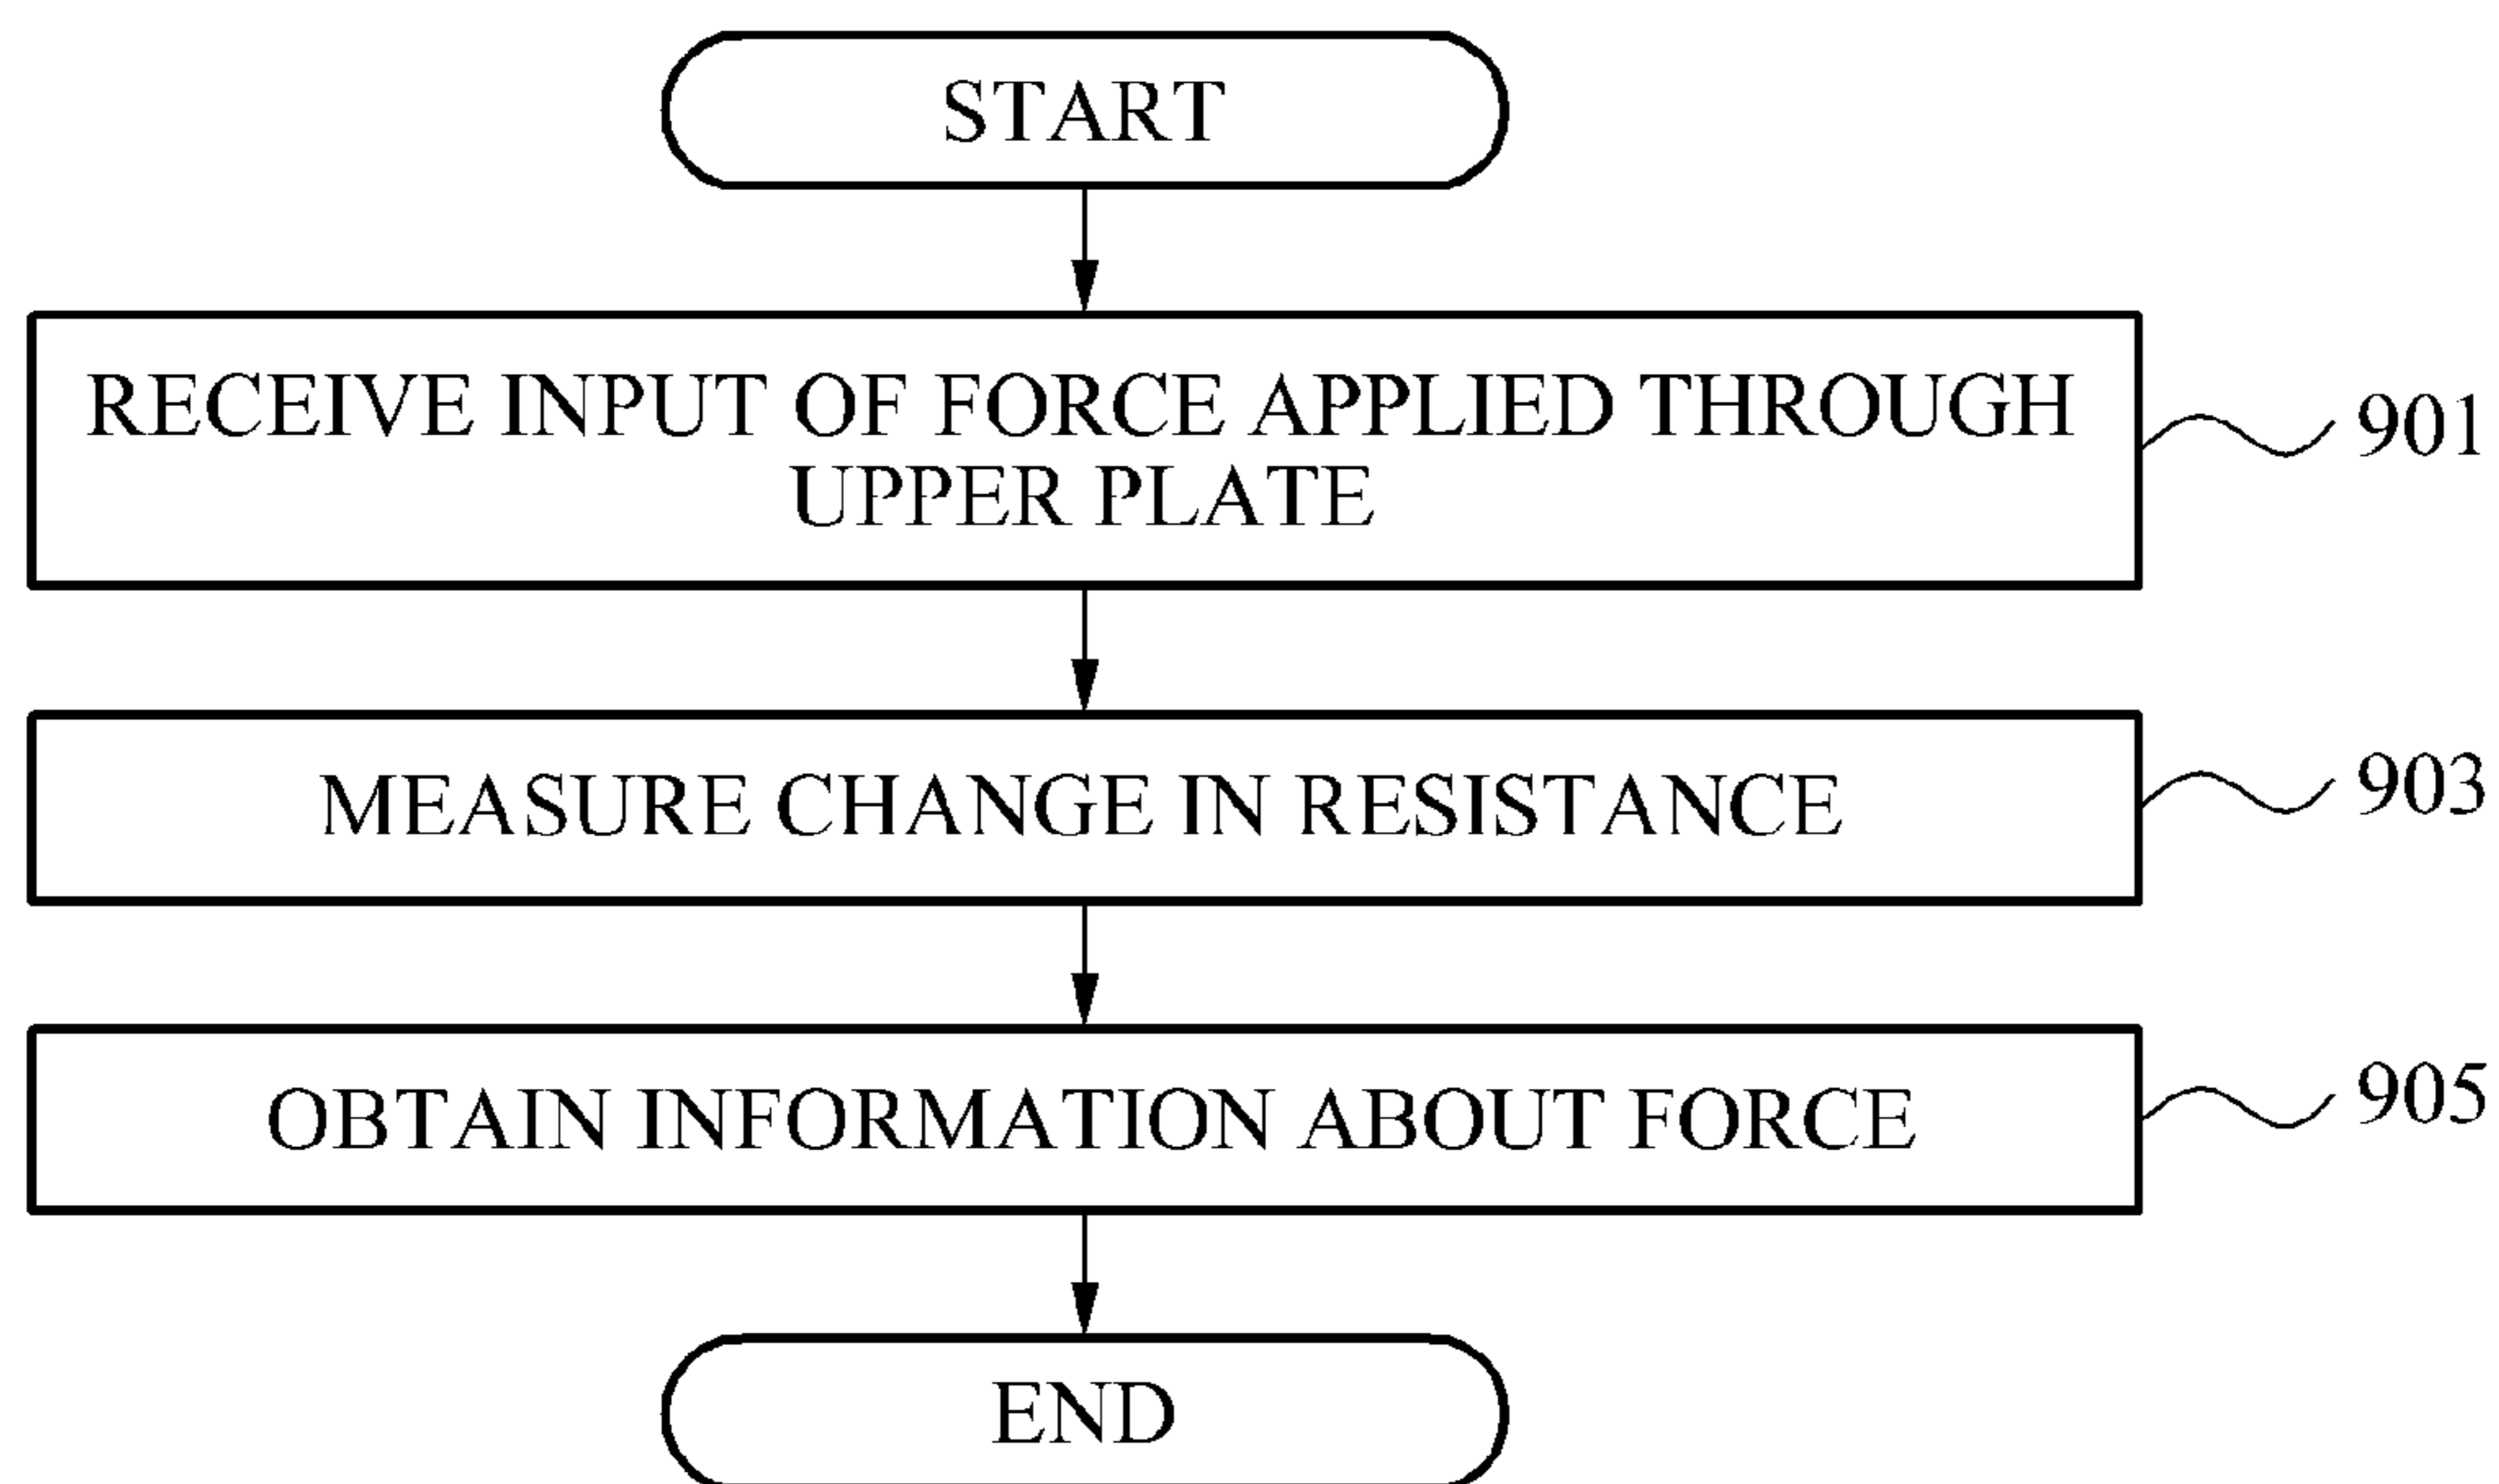 START
RECEIVE INPUT OF FORCE APPLIED THROUGH
UPPER PLATE
901
MEASURE CHANGE IN RESISTANCE
903
OBTAIN INFORMATION ABOUT FORCE
905
END